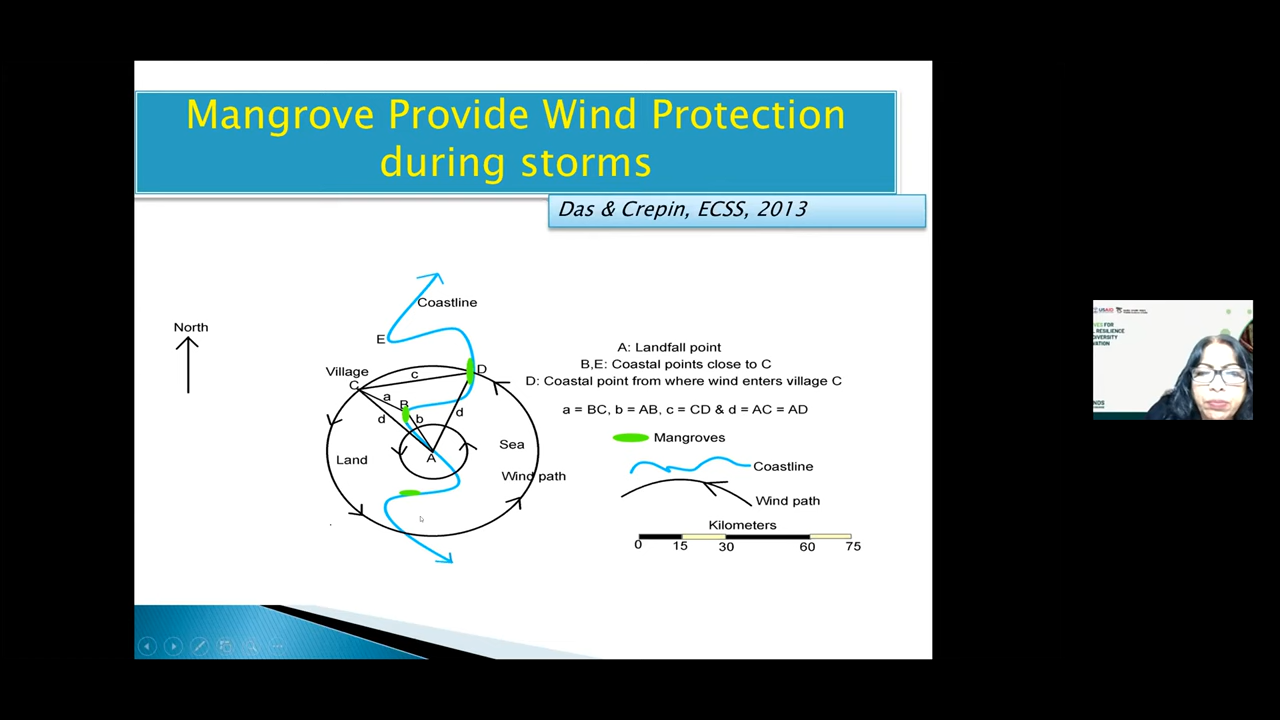 Mangrove Provide Wind Protection
during storms
Das & Crepin, ECSS, 2013
North
Coastline
E
Village
C
c
D
a
B
b
d
d
A
Land
Sea
Wind path
A: Landfall point
B,E: Coastal points close to C
D: Coastal point from where wind enters village C
a = BC, b = AB, c = CD & d = AC = AD
Mangroves
Coastline
Wind path
Kilometers
0 15 30 60 75
USAID
RESILIENCE